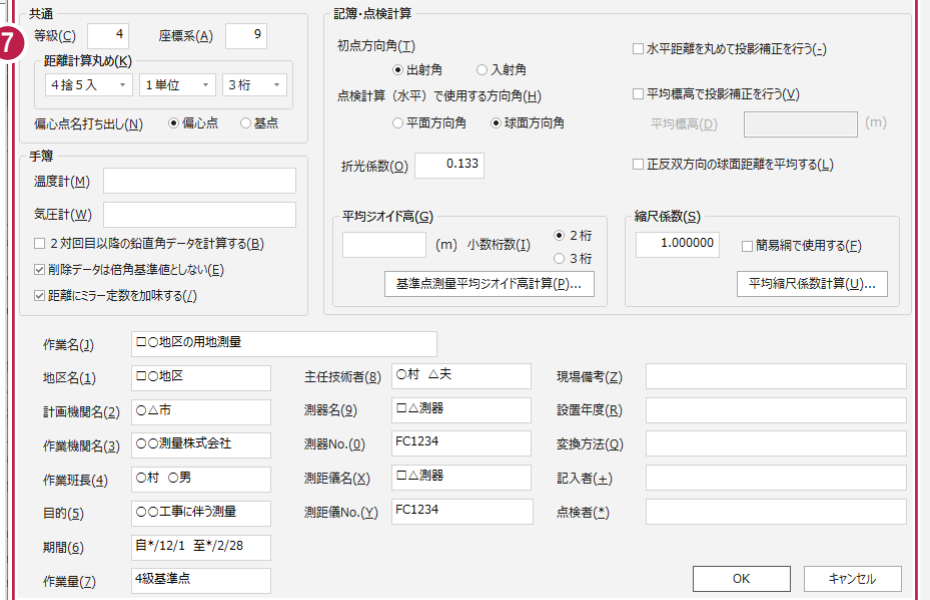 7
共通
等級(C) 4 座標系(A) 9
距離計算丸め(K)
4捨5入 1単位 3桁
偏心点名打ち出し(N) 偏心点 基点
手簿
温度計(M)
気圧計(W)
2対回目以降の鉛直角データを計算する(B)
削除データは倍角基準値としない(E)
距離にミラー定数を加味する(/)
記簿・点検計算
初点方向角(T)
出射角 入射角
点検計算（水平）で使用する方向角(H)
平面方向角 球面方向角
折光係数(O) 0.133
水平距離を丸めて投影補正を行う(-)
平均標高で投影補正を行う(V)
平均標高(D) (m)
正反双方向の球面距離を平均する(L)
平均ジオイド高(G)
(m) 小数桁数(I) 2桁
3桁
基準点測量平均ジオイド高計算(P)...
縮尺係数(S)
1.000000 簡易網で使用する(F)
平均縮尺係数計算(U)...
作業名(J) □○地区の用地測量
地区名(1) □○地区
計画機関名(2) ○△市
作業機関名(3) ○○測量株式会社
作業班長(4) ○村 ○男
目的(5) ○○工事に伴う測量
期間(6) 自*/12/1 至*/2/28
作業量(7) 4級基準点
主任技術者(8) ○村 △夫
測器名(9) □△測器
測器No.(0) FC1234
測距儀名(X) □△測器
測距儀No.(Y) FC1234
現場備考(Z)
設置年度(R)
変換方法(Q)
記入者(±)
点検者(*)
OK キャンセル